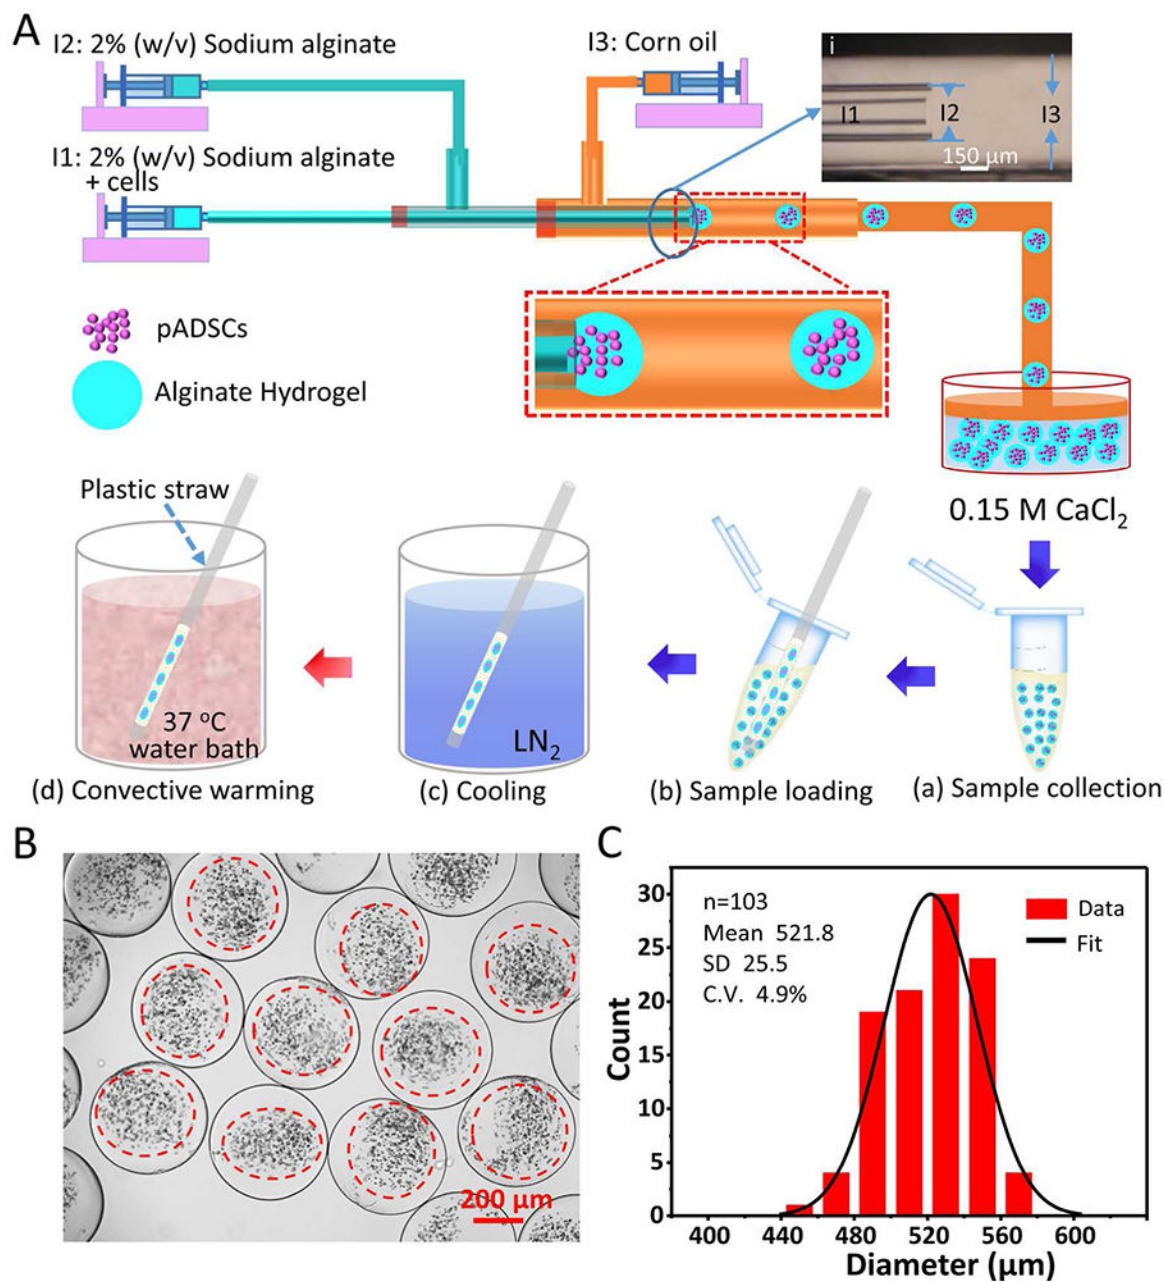 A
I2: 2% (w/v) Sodium alginate
I3: Corn oil
i
I1
I2
I3
150 μm
I1: 2% (w/v) Sodium alginate
+ cells
pADSCs
Alginate Hydrogel
0.15 M CaCl₂
Plastic straw
37 °C
water bath
LN₂
(d) Convective warming
(c) Cooling
(b) Sample loading
(a) Sample collection
B
200 μm
C
n=103
Mean 521.8
SD 25.5
C.V. 4.9%
Data
Fit
Count
30
25
20
15
10
5
0
400 440 480 520 560 600
Diameter (μm)